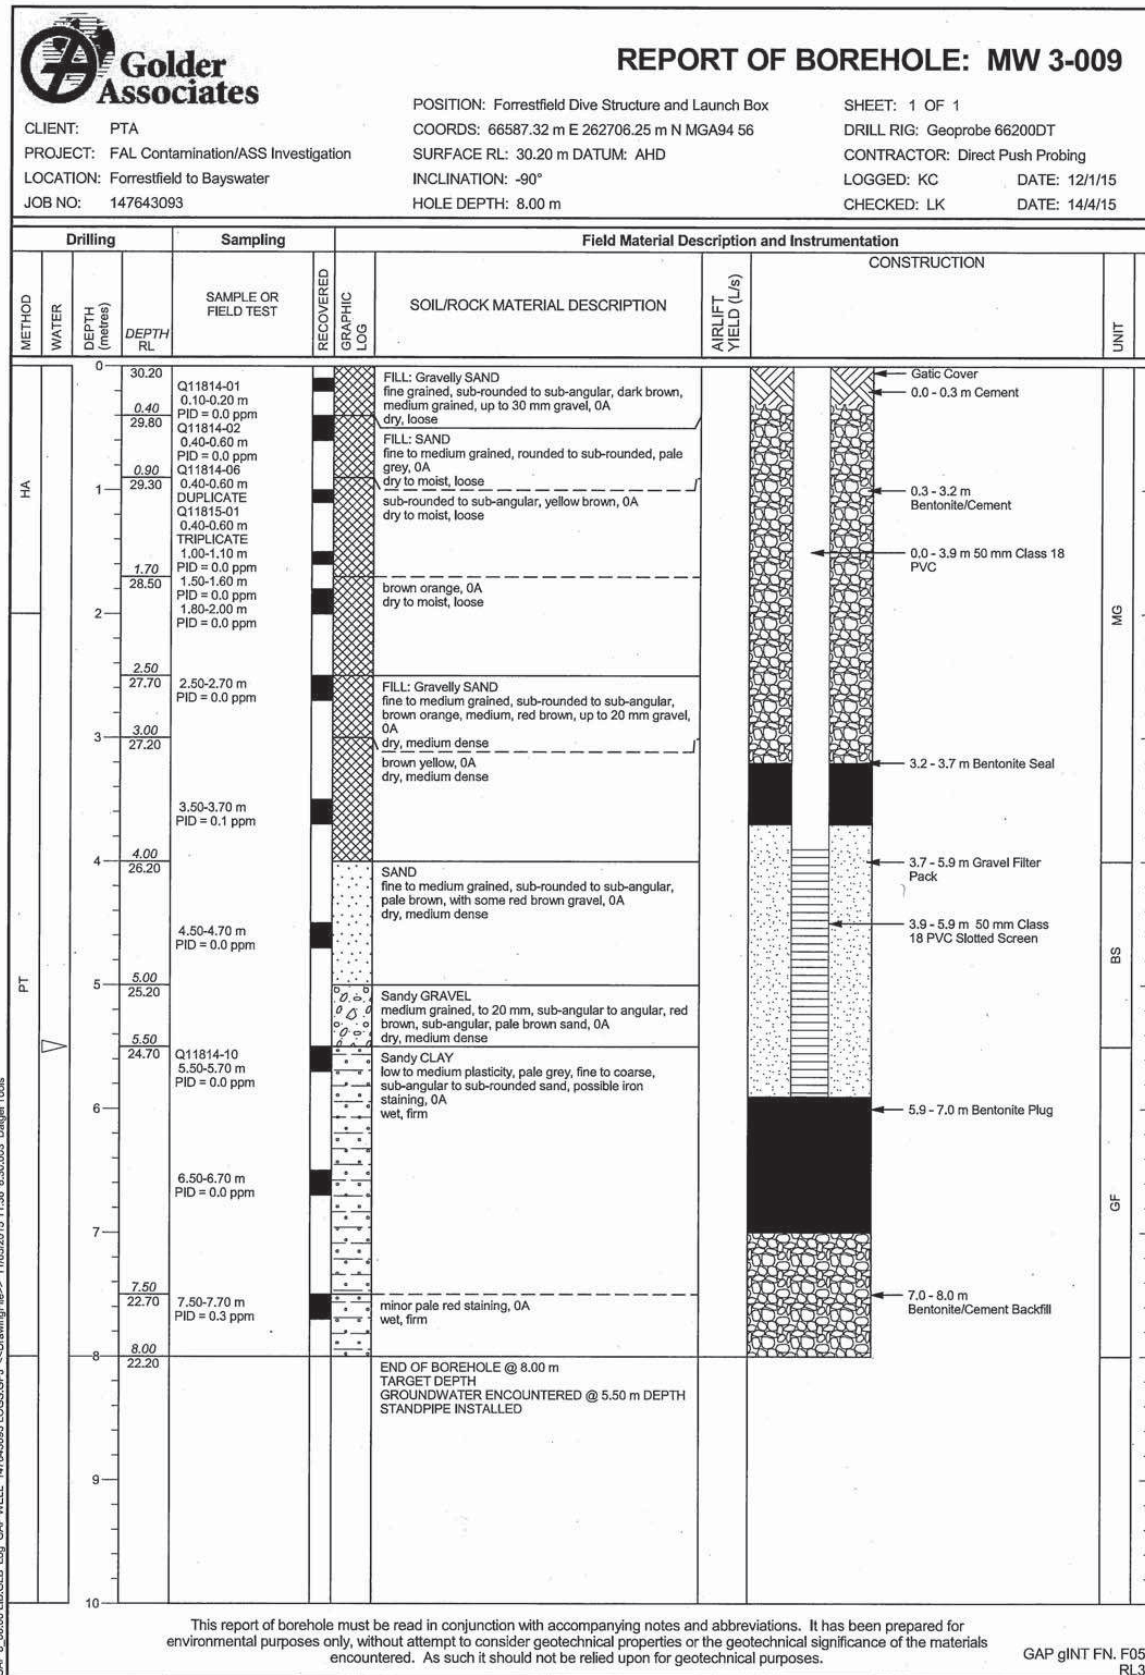 Golder
Associates
REPORT OF BOREHOLE: MW 3-009
CLIENT: PTA
PROJECT: FAL Contamination/ASS Investigation
LOCATION: Forrestfield to Bayswater
JOB NO: 147643093
POSITION: Forrestfield Dive Structure and Launch Box
COORDS: 66587.32 m E 262706.25 m N MGA94 56
SURFACE RL: 30.20 m DATUM: AHD
INCLINATION: -90°
HOLE DEPTH: 8.00 m
SHEET: 1 OF 1
DRILL RIG: Geoprobe 66200DT
CONTRACTOR: Direct Push Probing
LOGGED: KC DATE: 12/1/15
CHECKED: LK DATE: 14/4/15
Drilling
Sampling
Field Material Description and Instrumentation
METHOD
WATER
DEPTH
(metres)
DEPTH
RL
SAMPLE OR
FIELD TEST
RECOVERED
GRAPHIC
LOG
SOIL/ROCK MATERIAL DESCRIPTION
AIRLIFT
YIELD (L/s)
CONSTRUCTION
UNIT
HA
PT
0
1
2
3
4
5
6
7
8
9
10
30.20
0.40
29.80
0.90
29.30
1.70
28.50
2.50
27.70
3.00
27.20
4.00
26.20
5.00
25.20
5.50
24.70
7.50
22.70
8.00
22.20
Q11814-01
0.10-0.20 m
PID = 0.0 ppm
Q11814-02
0.40-0.60 m
PID = 0.0 ppm
Q11814-06
0.40-0.60 m
DUPLICATE
Q11815-01
0.40-0.60 m
TRIPLICATE
1.00-1.10 m
PID = 0.0 ppm
1.50-1.60 m
PID = 0.0 ppm
1.80-2.00 m
PID = 0.0 ppm
2.50-2.70 m
PID = 0.0 ppm
3.50-3.70 m
PID = 0.1 ppm
4.50-4.70 m
PID = 0.0 ppm
Q11814-10
5.50-5.70 m
PID = 0.0 ppm
6.50-6.70 m
PID = 0.0 ppm
7.50-7.70 m
PID = 0.3 ppm
FILL: Gravelly SAND
fine grained, sub-rounded to sub-angular, dark brown,
medium grained, up to 30 mm gravel, 0A
dry, loose
FILL: SAND
fine to medium grained, rounded to sub-rounded, pale
grey, 0A
dry to moist, loose
sub-rounded to sub-angular, yellow brown, 0A
dry to moist, loose
brown orange, 0A
dry to moist, loose
FILL: Gravelly SAND
fine to medium grained, sub-rounded to sub-angular,
brown orange, medium, red brown, up to 20 mm gravel,
0A
dry, medium dense
brown yellow, 0A
dry, medium dense
SAND
fine to medium grained, sub-rounded to sub-angular,
pale brown, with some red brown gravel, 0A
dry, medium dense
Sandy GRAVEL
medium grained, to 20 mm, sub-angular to angular, red
brown, sub-angular, pale brown sand, 0A
dry, medium dense
Sandy CLAY
low to medium plasticity, pale grey, fine to coarse,
sub-angular to sub-rounded sand, possible iron
staining, 0A
wet, firm
minor pale red staining, 0A
wet, firm
END OF BOREHOLE @ 8.00 m
TARGET DEPTH
GROUNDWATER ENCOUNTERED @ 5.50 m DEPTH
STANDPIPE INSTALLED
Gatic Cover
0.0 - 0.3 m Cement
0.3 - 3.2 m
Bentonite/Cement
0.0 - 3.9 m 50 mm Class 18
PVC
3.2 - 3.7 m Bentonite Seal
3.7 - 5.9 m Gravel Filter
Pack
3.9 - 5.9 m 50 mm Class
18 PVC Slotted Screen
5.9 - 7.0 m Bentonite Plug
7.0 - 8.0 m
Bentonite/Cement Backfill
MG
BS
GF
This report of borehole must be read in conjunction with accompanying notes and abbreviations. It has been prepared for
environmental purposes only, without attempt to consider geotechnical properties or the geotechnical significance of the materials
encountered. As such it should not be relied upon for geotechnical purposes.
GAP gINT FN. F05
RL3